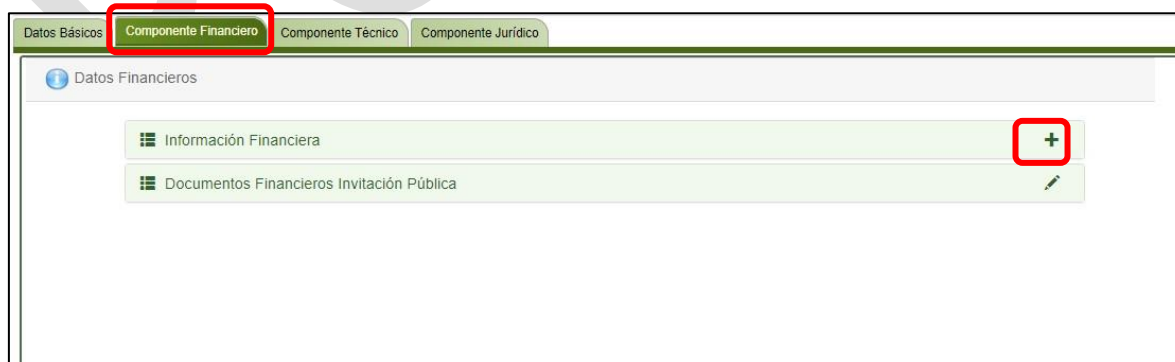 Datos Básicos Componente Financiero Componente Técnico Componente Jurídico
Datos Financieros
Información Financiera
Documentos Financieros Invitación Pública